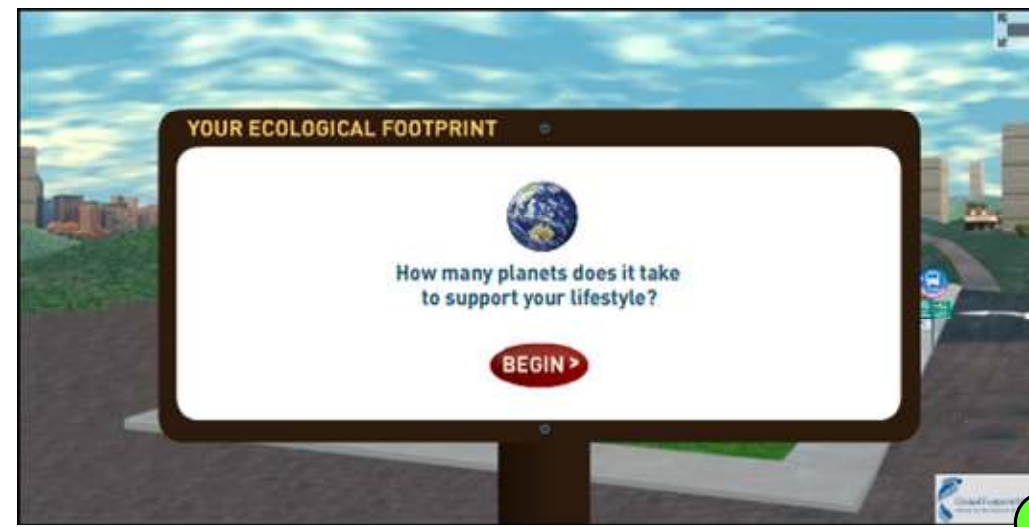 YOUR ECOLOGICAL FOOTPRINT
How many planets does it take
to support your lifestyle?
BEGIN >